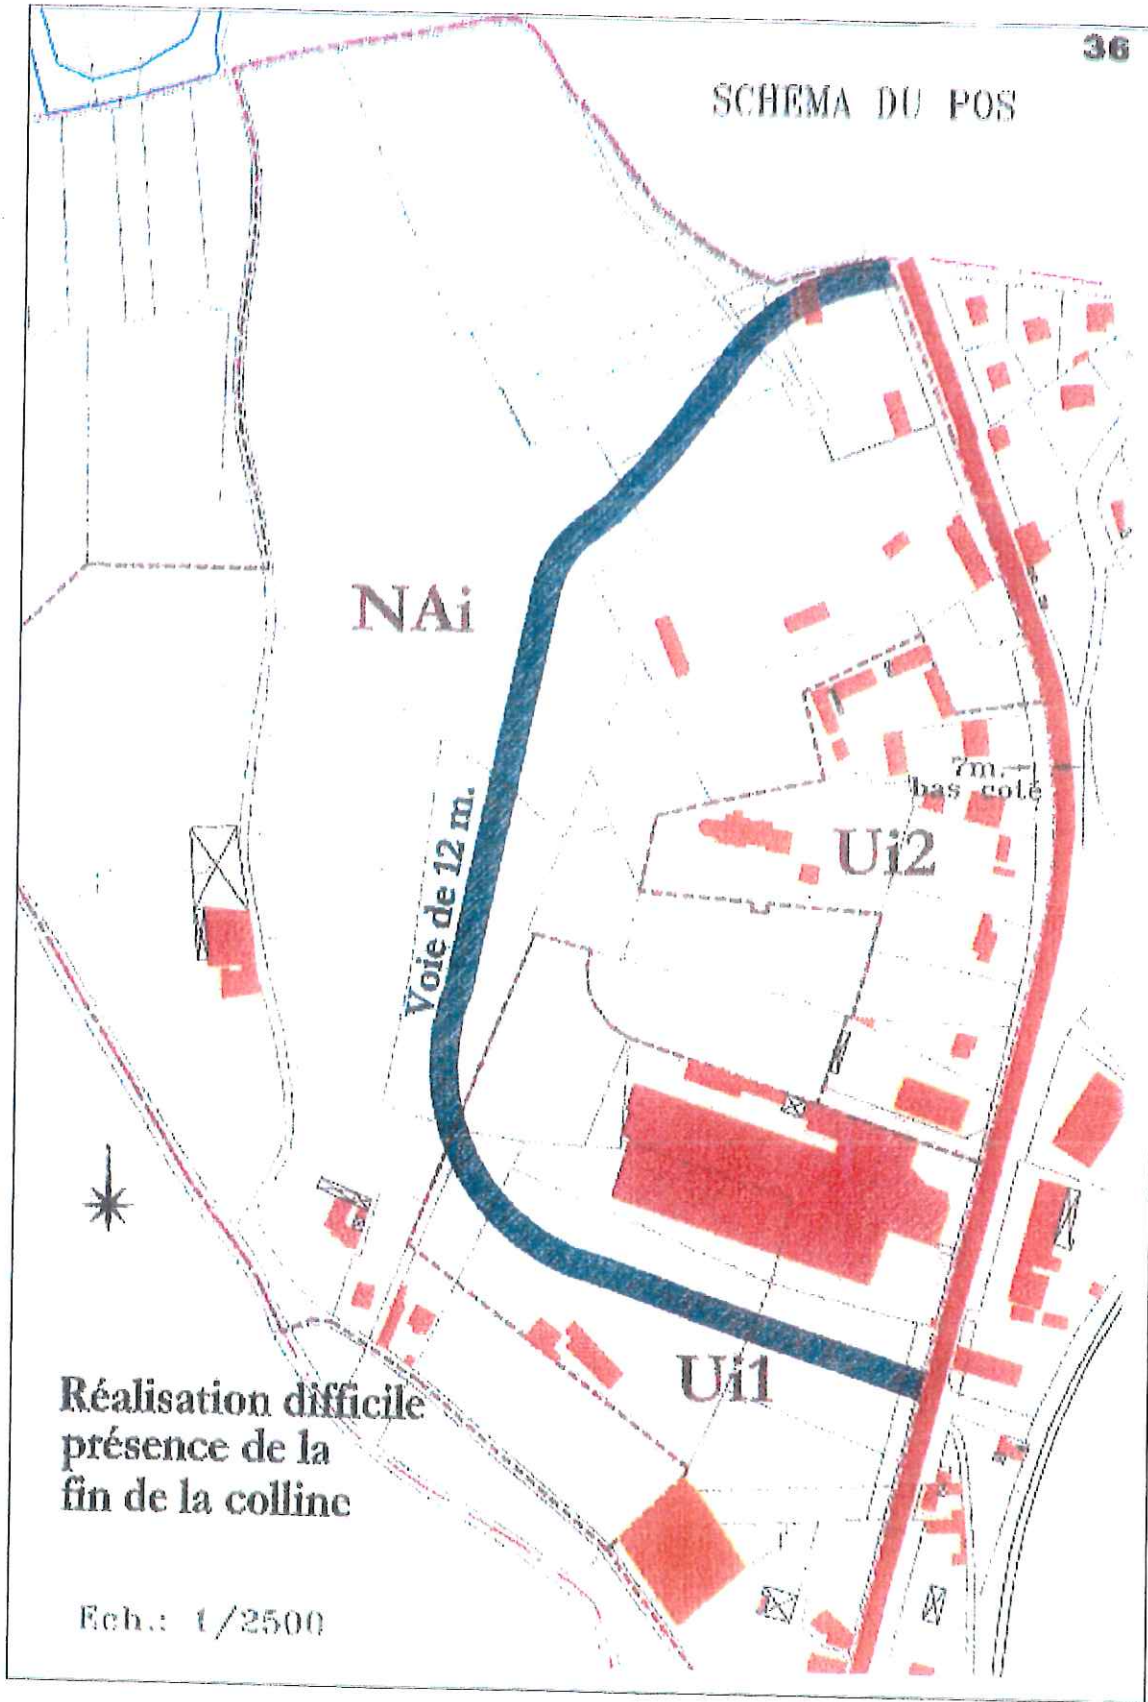 36
SCHEMA DU POS
NAi
7m.
bas coté
Ui2
Voie de 12 m.
Ui1
Réalisation difficile
présence de la
fin de la colline
Ech.: 1/2500